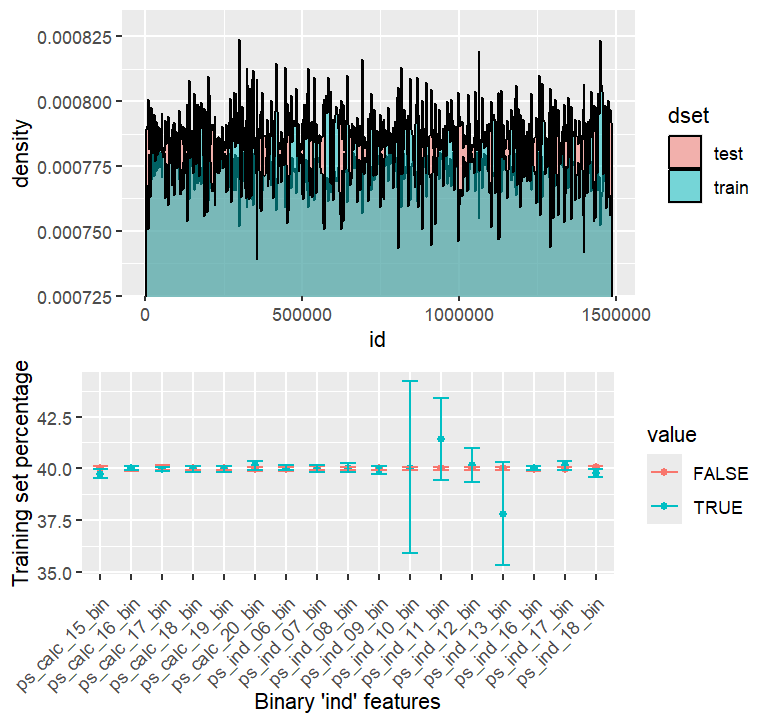 0.000825
0.000800
0.000775
0.000750
0.000725
density
0
500000
1000000
1500000
id
dset
test
train
Training set percentage
42.5
40.0
37.5
35.0
ps_calc_15_bin
ps_calc_16_bin
ps_calc_17_bin
ps_calc_18_bin
ps_calc_19_bin
ps_calc_20_bin
ps_ind_06_bin
ps_ind_07_bin
ps_ind_08_bin
ps_ind_09_bin
ps_ind_10_bin
ps_ind_11_bin
ps_ind_12_bin
ps_ind_13_bin
ps_ind_16_bin
ps_ind_17_bin
ps_ind_18_bin
Binary 'ind' features
value
FALSE
TRUE